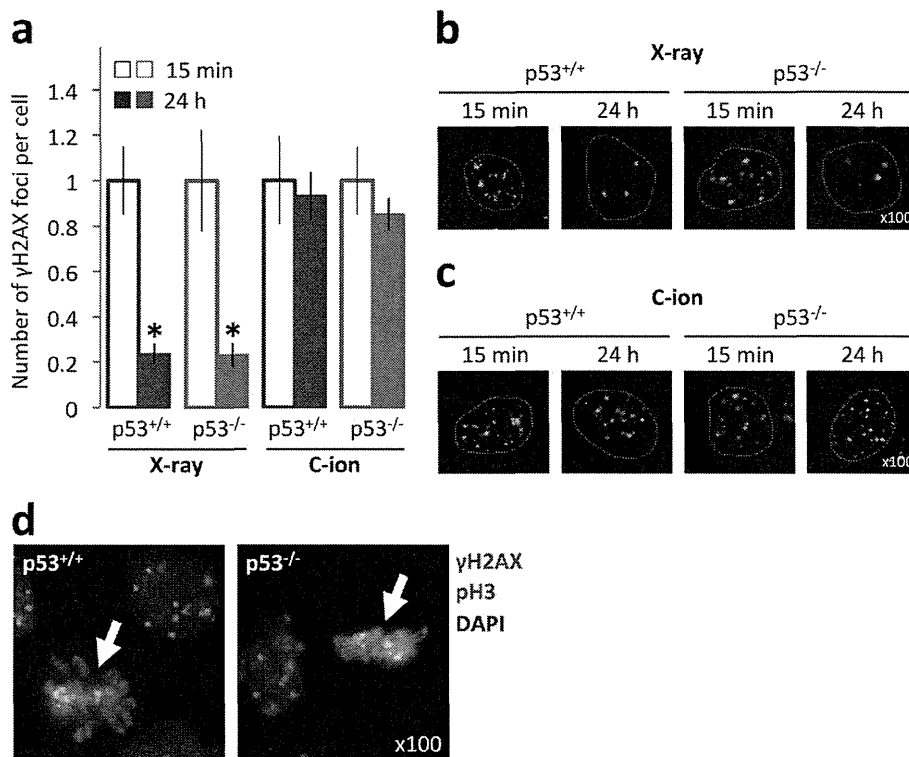 a
Number of γH2AX foci per cell
1.4
1.2
1
0.8
0.6
0.4
0.2
0
15 min
24 h
*
*
p53+/+
p53-/-
p53+/+
p53-/-
X-ray
C-ion
b
X-ray
p53+/+
p53-/-
15 min
24 h
15 min
24 h
x100
c
C-ion
p53+/+
p53-/-
15 min
24 h
15 min
24 h
x100
d
p53+/+
p53-/-
x100
γH2AX
pH3
DAPI